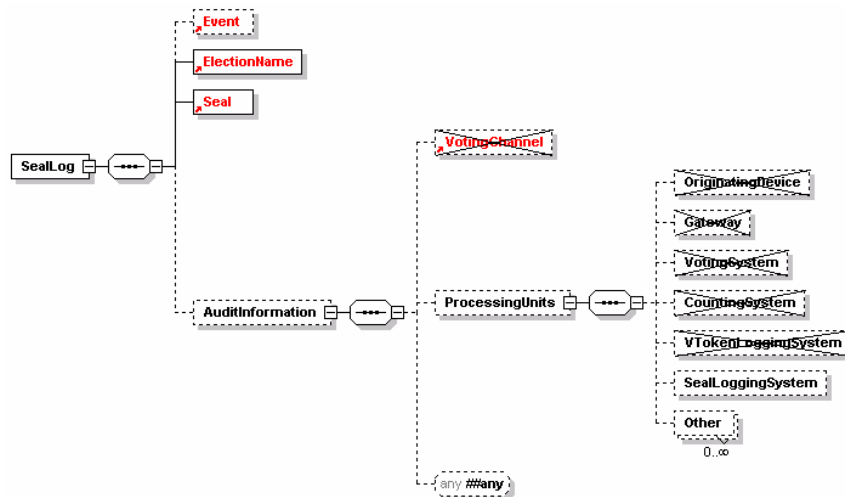 Event
ElectionName
Seal
SealLog
VotingChannel
OriginatingDevice
Gateway
VotingSystem
AuditInformation
ProcessingUnits
CountingSystem
VTokenLoggingSystem
SealLoggingSystem
Other
0..∞
any ##any